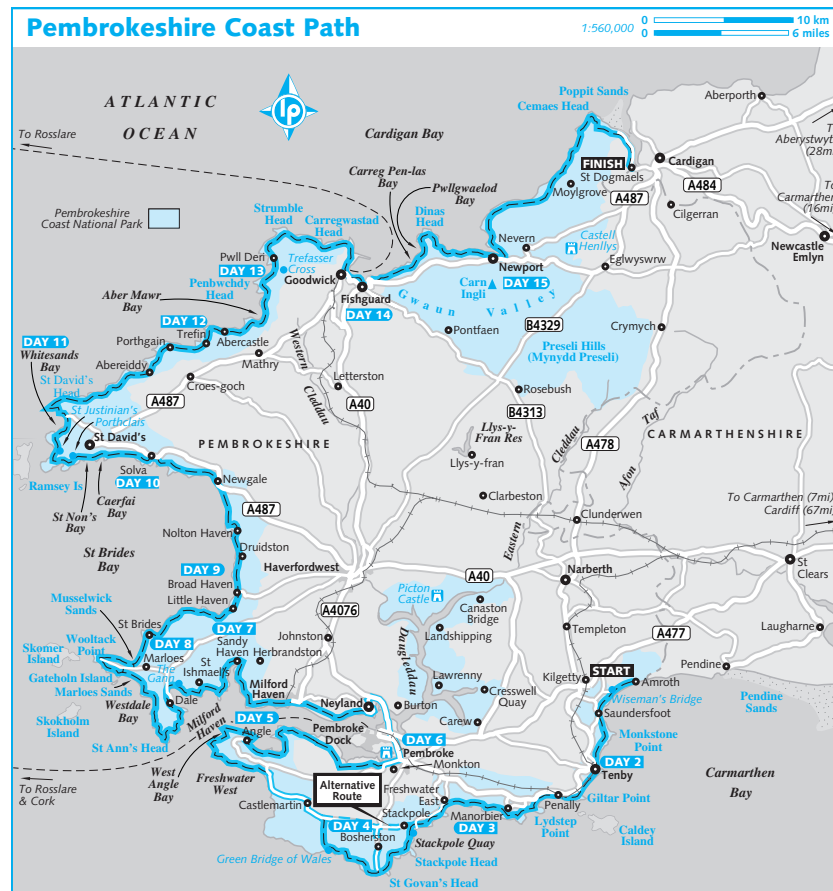 Pembrokeshire Coast Path
1:560,000
0 10 km
0 6 miles
ATLANTIC
OCEAN
lp
To Rosslare
Cardigan Bay
Poppit Sands
Cemaes Head
Aberporth
To
Aberystwyt
(28m
FINISH
Cardigan
St Dogmaels
A484
Moylgrove
A487
Cilgerran
To
Carmarthen
(16mi
Carreg Pen-las
Bay
Pwllgwaelod
Bay
Pembrokeshire
Coast National Park
Strumble
Head
Carregwastad
Head
Dinas
Head
Nevern
Castell
Henllys
Newcastle
Emlyn
Pwll Deri
DAY 13
Trefasser
Cross
Goodwick
Newport
Eglwyswrw
Penbwchdy
Head
Fishguard
Carn
Ingli
DAY 15
Aber Mawr
Bay
DAY 14
Gwaun Valley
B4329
DAY 12
Trefin
Pontfaen
Crymych
DAY 11
Whitesands
Bay
Porthgain
Abercastle
Mathry
Preseli Hills
(Mynydd Preseli)
Abereiddy
Western
Cleddau
St David's
Head
Croes-goch
Letterston
Rosebush
St Justinian's
Porthclais
A487
A40
B4313
Taf
St David's
PEMBROKESHIRE
Llys-y-
Fran Res
Cleddau
A478
CARMARTHENSHIRE
Solva
DAY 10
Llys-y-fran
Afon
Ramsey Is
Caerfai
Bay
Newgale
St Non's
Bay
A487
Clarbeston
To Carmarthen (7mi)
Cardiff (67mi)
Nolton Haven
Clunderwen
Eastern
St Brides
Bay
Druidston
DAY 9
Haverfordwest
A40
Narberth
St
Clears
Broad Haven
Picton
Castle
Musselwick
Sands
Little Haven
Canaston
Bridge
St Brides
DAY 7
A4076
Templeton
A477
Laugharne
Wooltack
Point
DAY 8
Sandy
Haven
Johnston
Landshipping
Skomer
Island
Marloes
St
Ishmaels
Herbrandston
Daugleddau
START
Pendine
Gateholm Island
The
Gann
Milford
Haven
Lawrenny
Cresswell
Quay
Kilgetty
Amroth
Marloes Sands
Neyland
Wiseman's Bridge
Pendine
Sands
Westdale
Bay
Dale
Burton
Saundersfoot
Skokholm
Island
Milford
Haven
DAY 5
Carew
Monkstone
Point
St Ann's Head
Angle
Pembroke
Dock
DAY 6
Pembroke
DAY 2
West
Angle
Bay
Freshwater
West
Monkton
Tenby
Carmarthen
Bay
To Rosslare
& Cork
Alternative
Route
Freshwater
East
Giltar Point
Castlemartin
Penally
Stackpole
Manorbier
Lydstep
Point
Caldey
Island
DAY 4
DAY 3
Bosherston
Stackpole Quay
Green Bridge of Wales
Stackpole Head
St Govan's Head